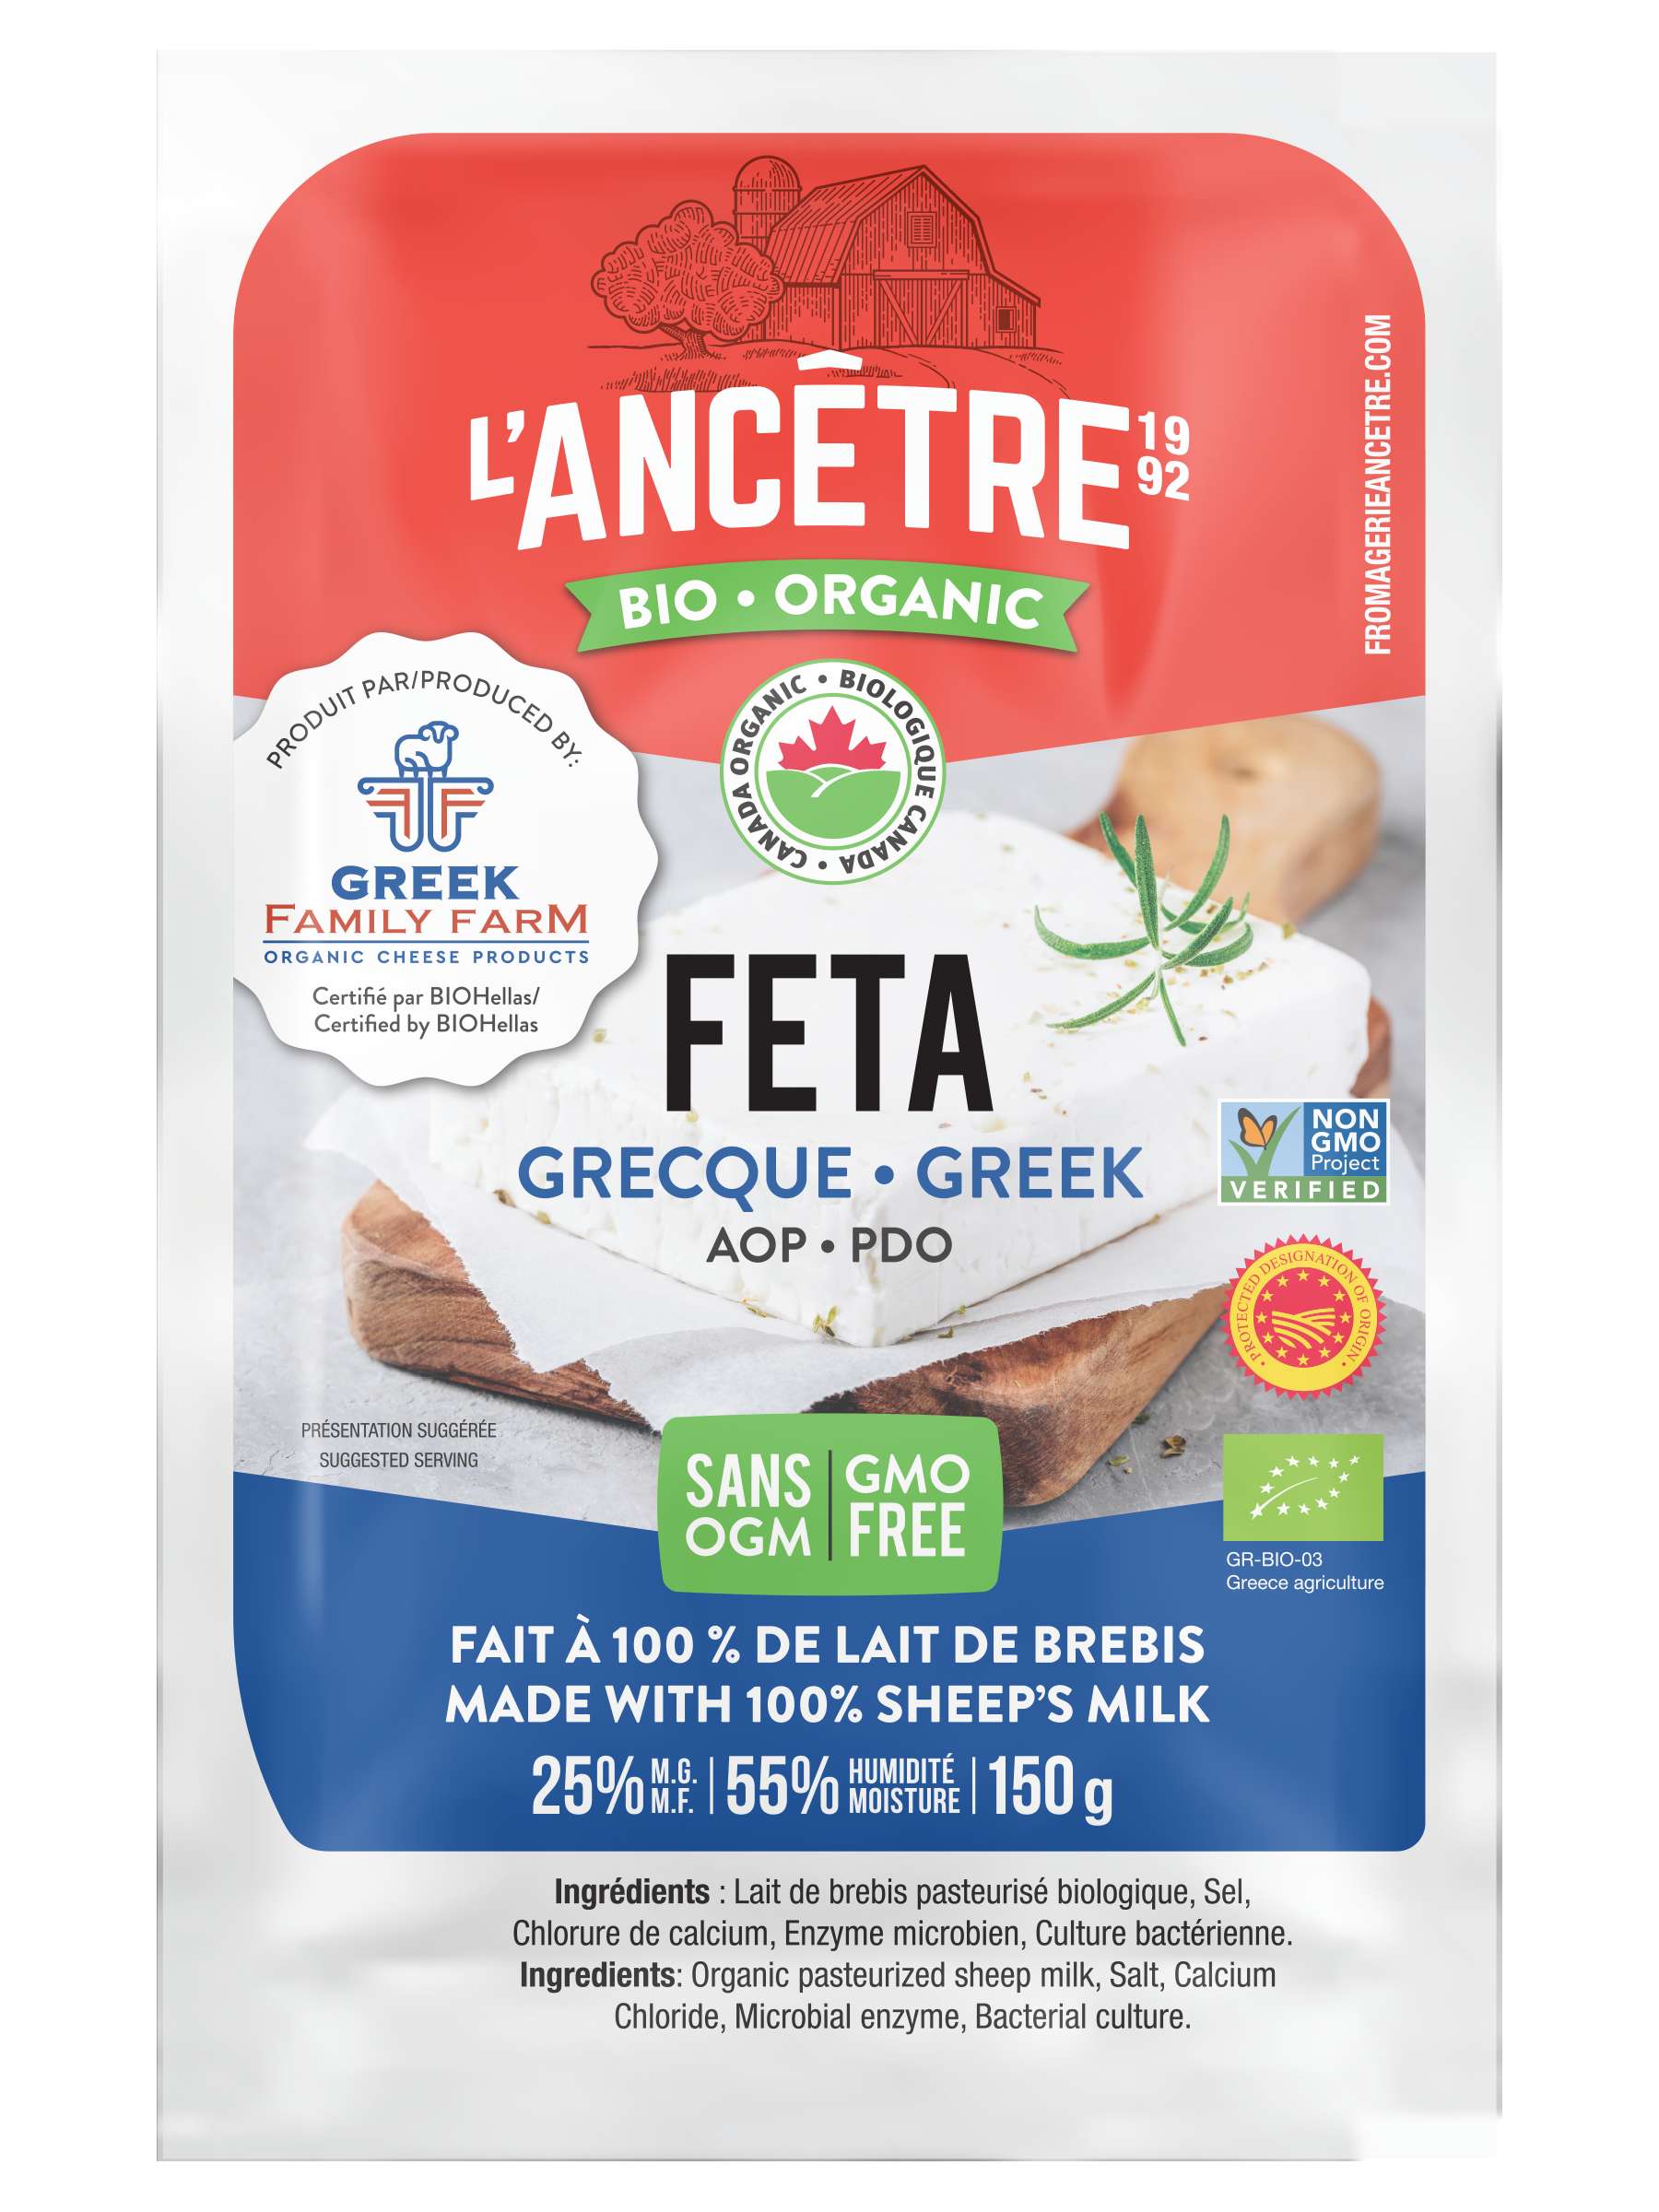 L'ANCÊTRE
19
92
BIO • ORGANIC
FROMAGERIEANCETRE.COM
CANADA ORGANIC • BIOLOGIQUE CANADA •
PRODUIT PAR/PRODUCED BY:
GREEK
FAMILY FARM
ORGANIC CHEESE PRODUCTS
Certifié par BIOHellas/
Certified by BIOHellas
FETA
GRECQUE • GREEK
AOP • PDO
NON
GMO
Project
VERIFIED
• PROTECTED DESIGNATION OF ORIGIN •
PRÉSENTATION SUGGÉRÉE
SUGGESTED SERVING
SANS
OGM
GMO
FREE
GR-BIO-03
Greece agriculture
FAIT À 100 % DE LAIT DE BREBIS
MADE WITH 100% SHEEP'S MILK
25% M.G. M.F. | 55% HUMIDITÉ MOISTURE | 150 g
Ingrédients : Lait de brebis pasteurisé biologique, Sel,
Chlorure de calcium, Enzyme microbien, Culture bactérienne.
Ingredients: Organic pasteurized sheep milk, Salt, Calcium
Chloride, Microbial enzyme, Bacterial culture.